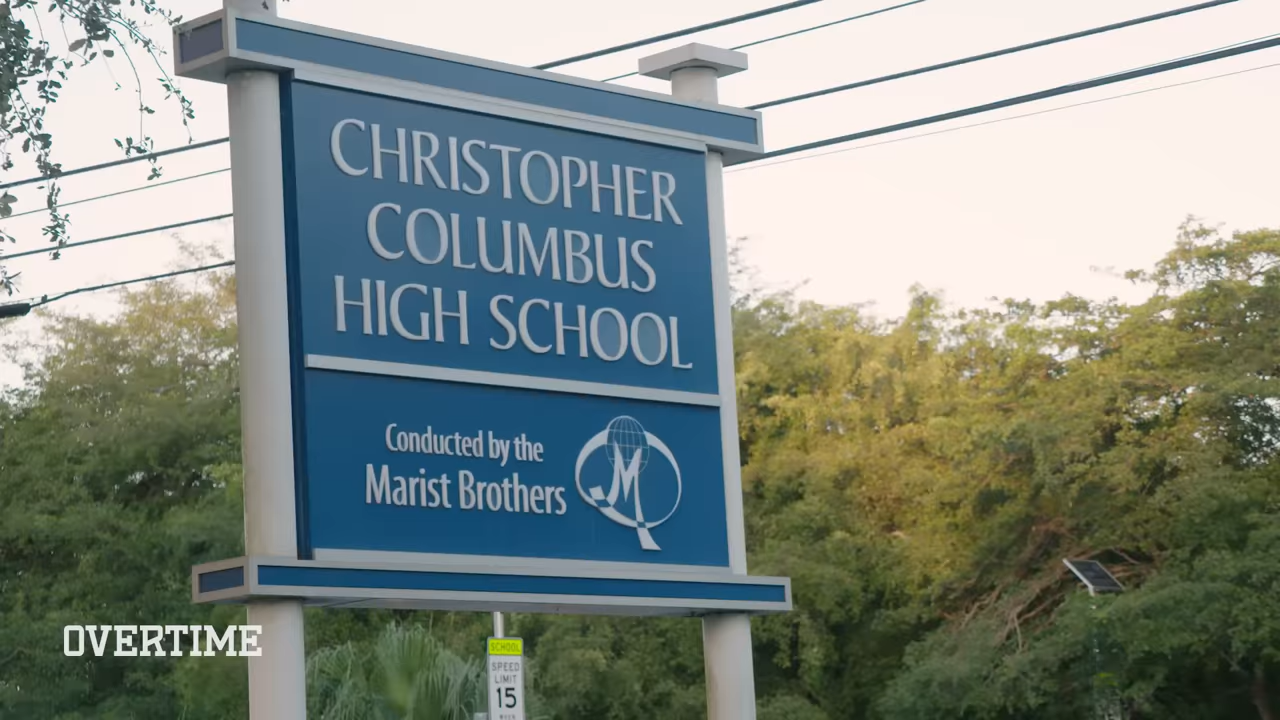 CHRISTOPHER
COLUMBUS
HIGH SCHOOL
Conducted by the
Marist Brothers
OVERTIME
SCHOOL
SPEED
LIMIT
15